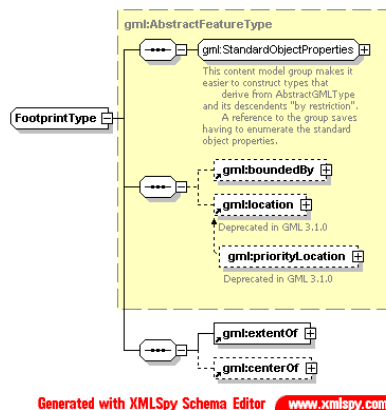 gml:AbstractFeatureType
gml:StandardObjectProperties
This content model group makes it
easier to construct types that
derive from AbstractGMLType
and its descendents "by restriction".
A reference to the group saves
having to enumerate the standard
object properties.
FootprintType
gml:boundedBy
gml:location
Deprecated in GML 3.1.0
gml:priorityLocation
Deprecated in GML 3.1.0
gml:extentOf
gml:centerOf
Generated with XMLSpy Schema Editor www.xmlspy.com